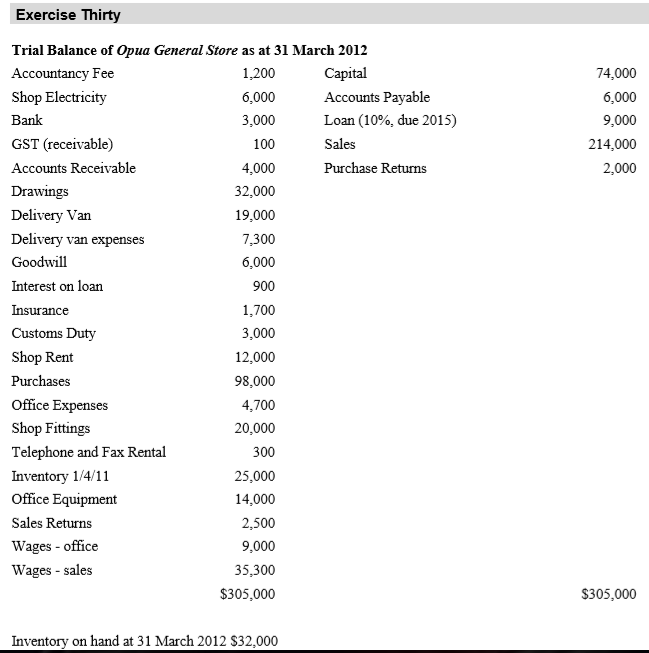 Exercise Thirty
Trial Balance of Opua General Store as at 31 March 2012
Accountancy Fee 1,200 Capital 74,000
Shop Electricity 6,000 Accounts Payable 6,000
Bank 3,000 Loan (10%, due 2015) 9,000
GST (receivable) 100 Sales 214,000
Accounts Receivable 4,000 Purchase Returns 2,000
Drawings 32,000
Delivery Van 19,000
Delivery van expenses 7,300
Goodwill 6,000
Interest on loan 900
Insurance 1,700
Customs Duty 3,000
Shop Rent 12,000
Purchases 98,000
Office Expenses 4,700
Shop Fittings 20,000
Telephone and Fax Rental 300
Inventory 1/4/11 25,000
Office Equipment 14,000
Sales Returns 2,500
Wages - office 9,000
Wages - sales 35,300
$305,000 $305,000
Inventory on hand at 31 March 2012 $32,000